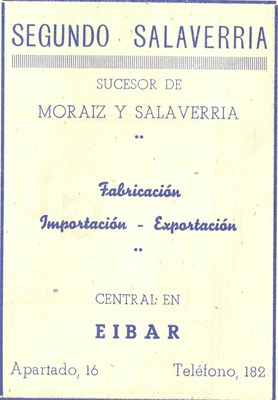 SEGUNDO SALAVERRIA
SUCESOR DE
MORAIZ Y SALAVERRIA
Fabricación
Importación - Exportación
CENTRAL EN
EIBAR
Apartado, 16 Teléfono, 182